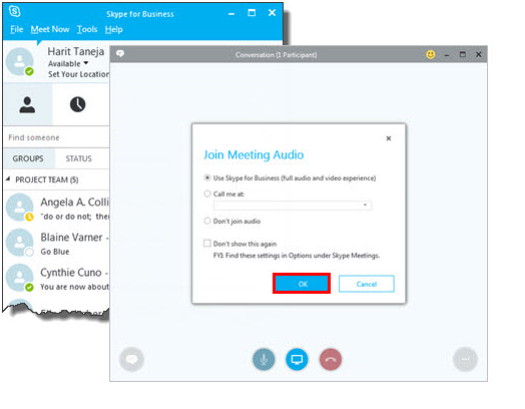 Skype for Business
File Meet Now Tools Help
Harit Taneja
Available
Set Your Location
Find someone
GROUPS STATUS
PROJECT TEAM (5)
Angela A. Colli
"do or do not; the
Blaine Varner -
Go Blue
Cynthie Cuno -
You are now about
Conversation (1 Participant)
Join Meeting Audio
Use Skype for Business (full audio and video experience)
Call me at:
Don't join audio
Don't show this again
FYI: Find these settings in Options under Skype Meetings.
OK Cancel